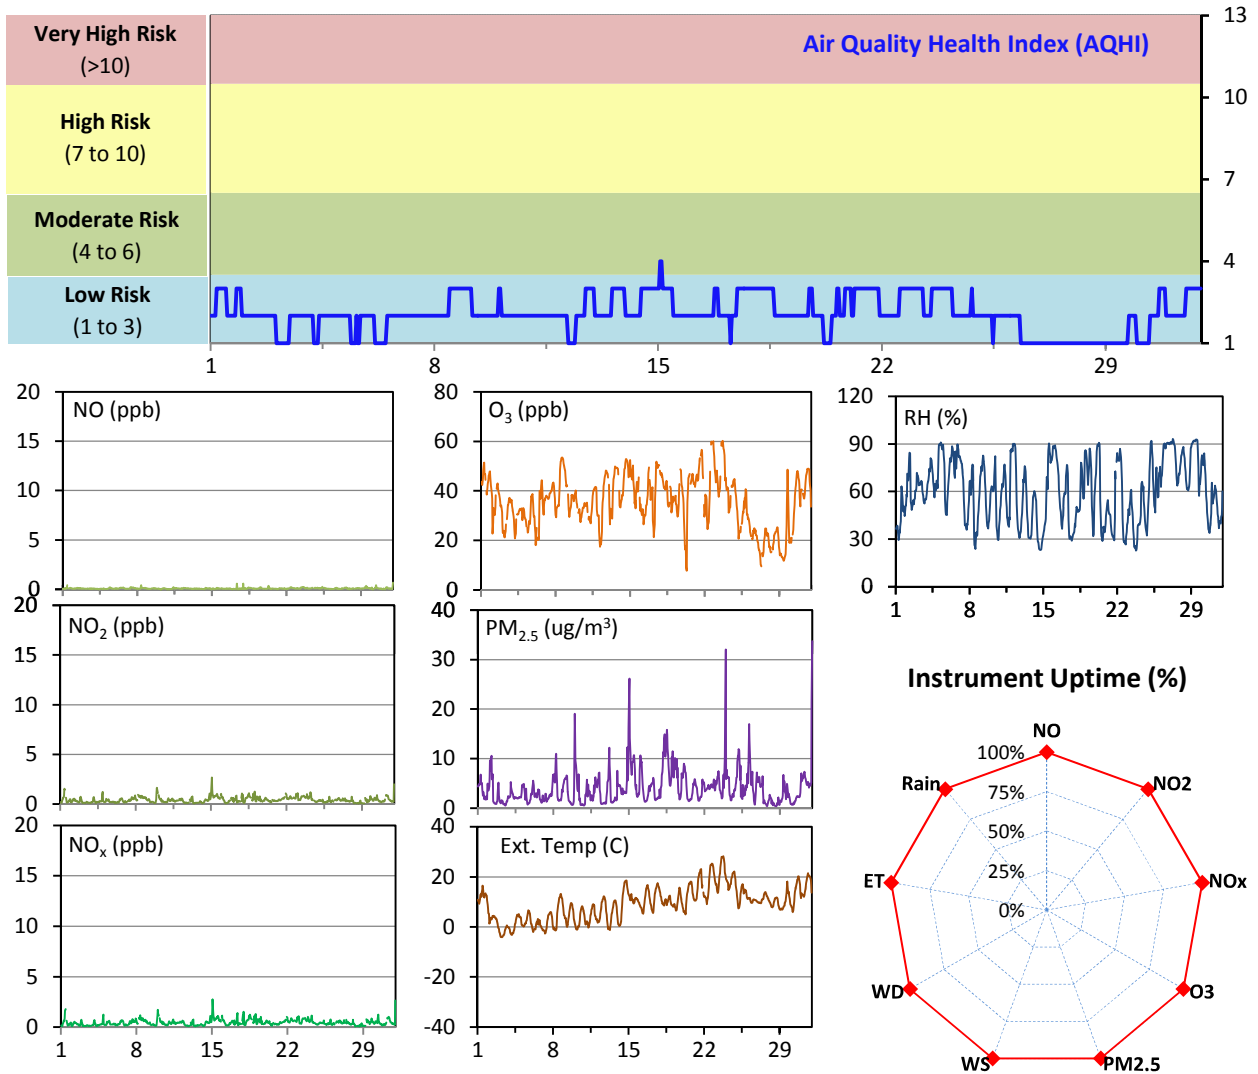 Very High Risk
(>10)
High Risk
(7 to 10)
Moderate Risk
(4 to 6)
Low Risk
(1 to 3)
Air Quality Health Index (AQHI)
13
10
7
4
1
1 8 15 22 29
NO (ppb)
20
15
10
5
0
O3 (ppb)
80
60
40
20
0
RH (%)
120
90
60
30
0
1 8 15 22 29
NO2 (ppb)
20
15
10
5
0
PM2.5 (ug/m³)
40
30
20
10
0
NOx (ppb)
20
15
10
5
0
1 8 15 22 29
Ext. Temp (C)
40
20
0
-20
-40
1 8 15 22 29
Instrument Uptime (%)
NO
NO2
NOx
O3
PM2.5
WS
WD
ET
Rain
100%
75%
50%
25%
0%